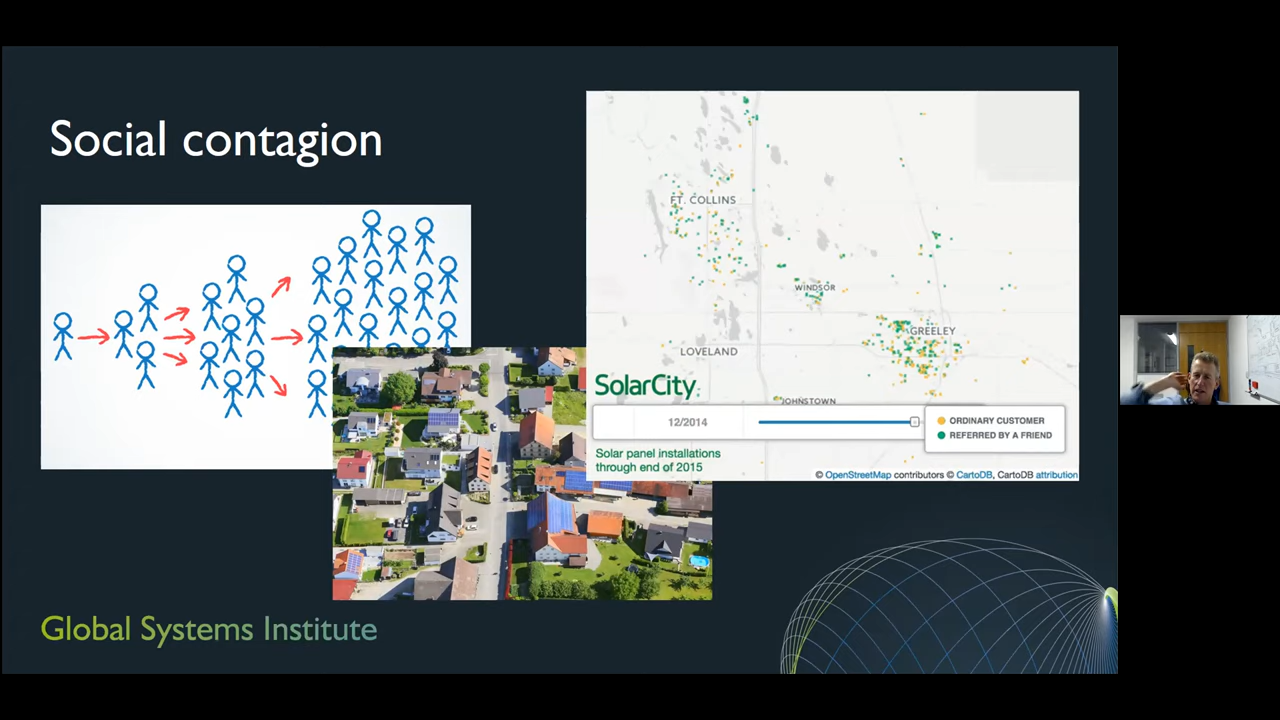 Social contagion
FT. COLLINS
WINDSOR
GREELEY
LOVELAND
JOHNSTOWN
SolarCity
12/2014
ORDINARY CUSTOMER
REFERRED BY A FRIEND
Solar panel installations
through end of 2015
© OpenStreetMap contributors © CartoDB, CartoDB attribution
Global Systems Institute